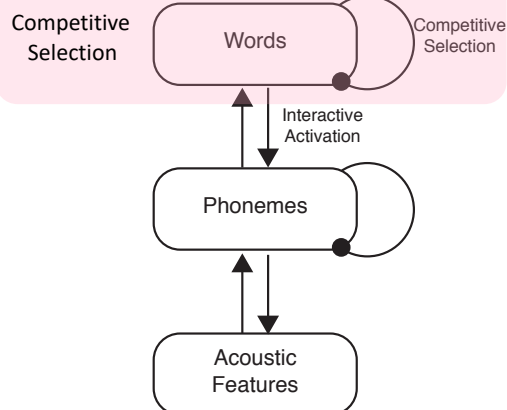 Competitive
Selection
Words
Competitive
Selection
Interactive
Activation
Phonemes
Acoustic
Features